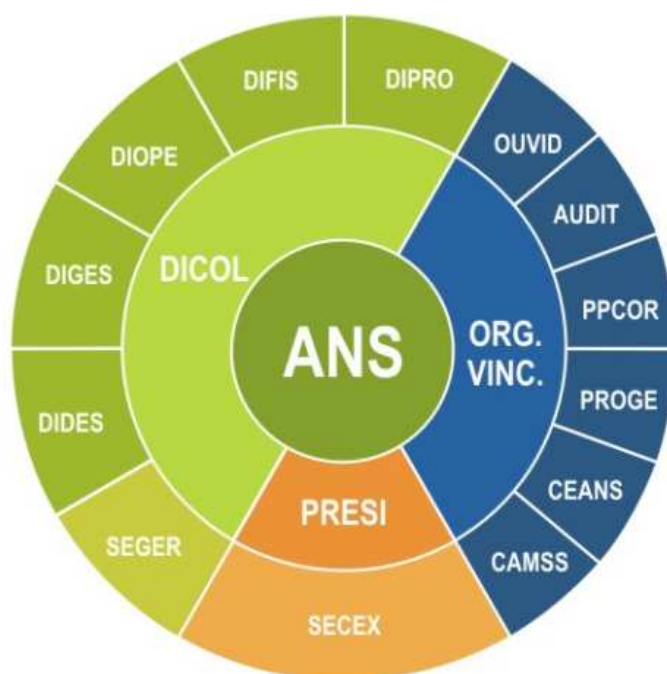 DIFIS
DIPRO
DIOPE
OUVID
AUDIT
DIGES
DICOL
PPCOR
ANS
ORG.
VINC.
DIDES
PROGE
CEANS
PRESI
SEGER
CAMSS
SECEX